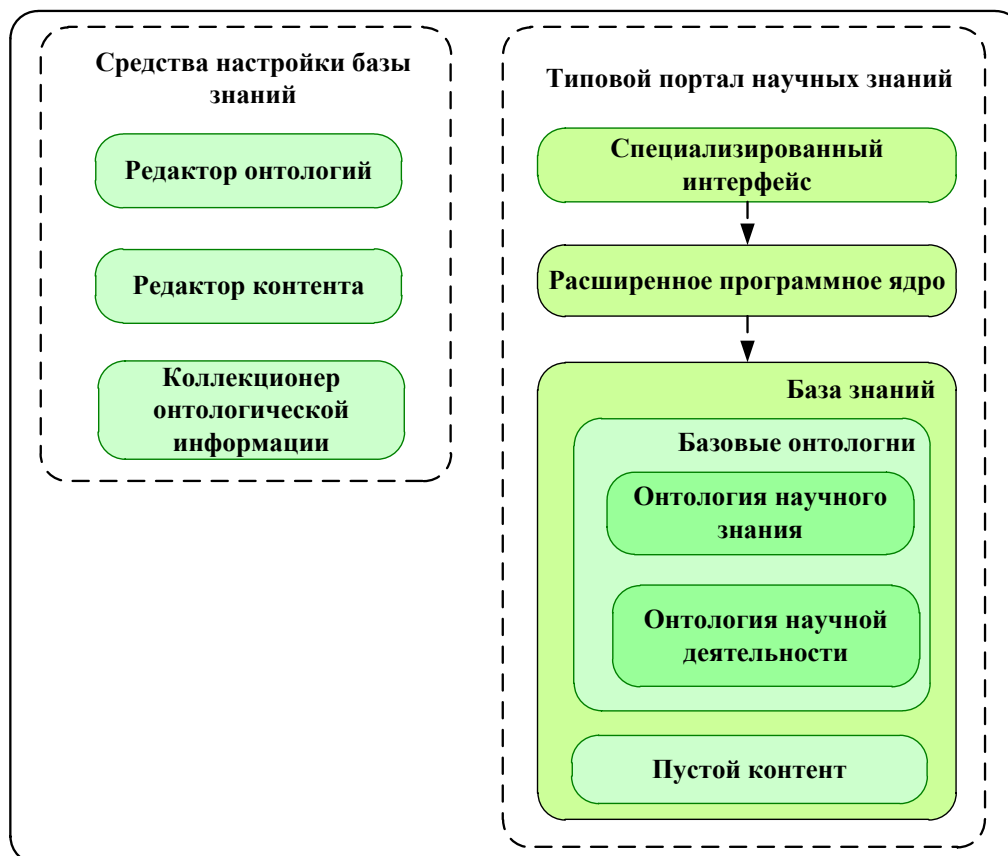 Средства настройки базы
знаний
Редактор онтологий
Редактор контента
Коллекционер
онтологической
информации
Типовой портал научных знаний
Специализированный
интерфейс
Расширенное программное ядро
База знаний
Базовые онтологни
Онтология научного
знания
Онтология научной
деятельности
Пустой контент